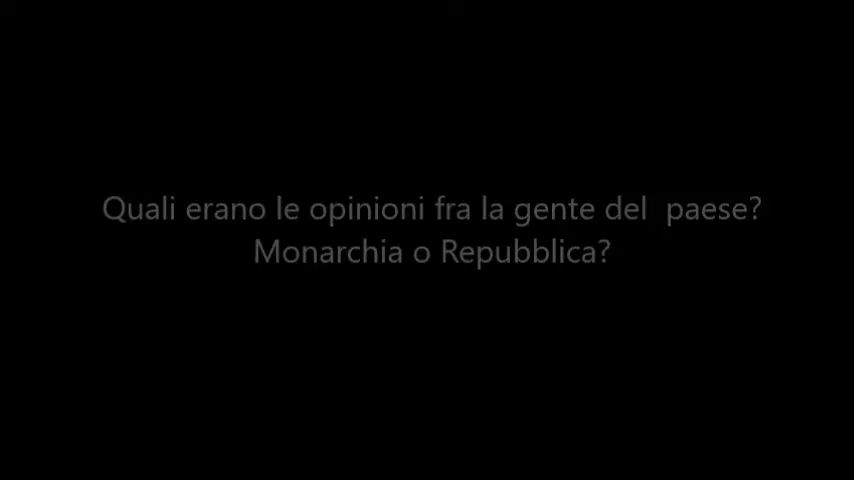 Quali erano le opinioni fra la gente del  paese?
Monarchia o Repubblica?